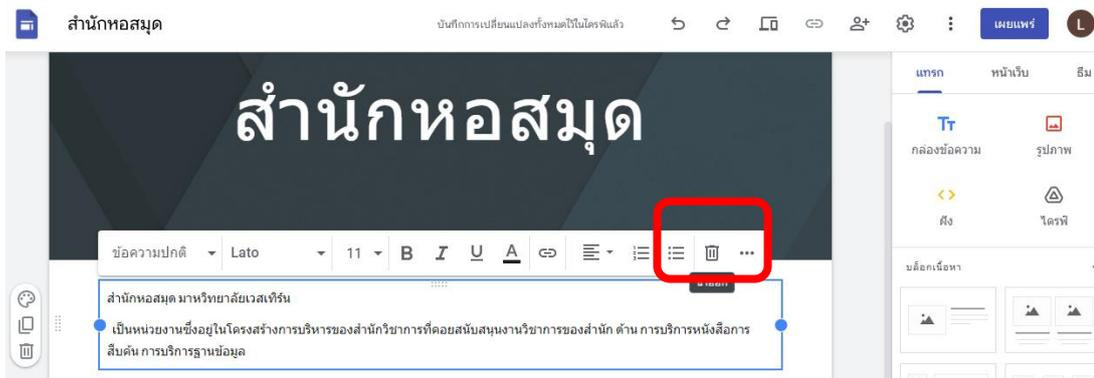 สำนักหอสมุด
บันทึกการเปลี่ยนแปลงทั้งหมดไว้ในไดรฟ์แล้ว
เผยแพร่
L
แทรก หน้าเว็บ ธีม
สำนักหอสมุด
Tт
กล่องข้อความ รูปภาพ
ฝัง ไดรฟ์
ข้อความปกติ Lato 11 B I U A
บล็อกเนื้อหา
นำออก
สำนักหอสมุด มาหวิทยาลัยเวสเทิร์น
เป็นหน่วยงานซึ่งอยู่ในโครงสร้างการบริหารของสำนักวิชาการที่คอยสนับสนุนงานวิชาการของสำนัก ด้าน การบริการหนังสือการ
สืบค้น การบริการฐานข้อมูล